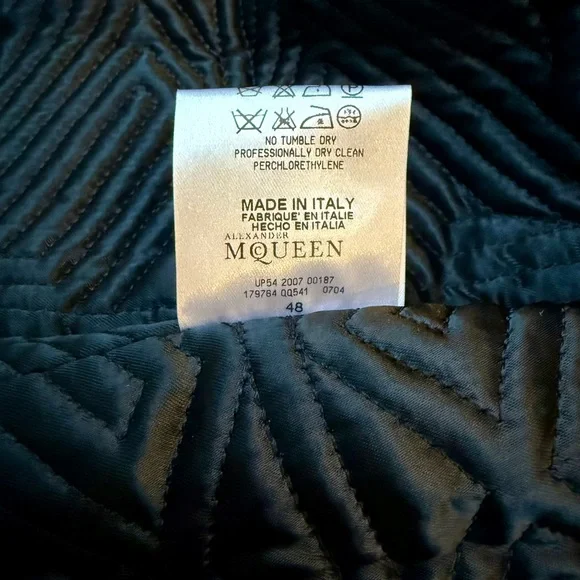 NO TUMBLE DRY
PROFESSIONALLY DRY CLEAN
PERCHLORETHYLENE
MADE IN ITALY
FABRIQUE' EN ITALIE
HECHO EN ITALIA
ALEXANDER
MCQUEEN
UP54 2007 00187
179764 QQ541 0704
48